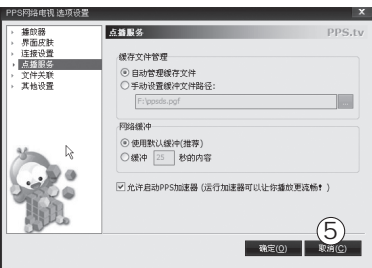 PPS网络电视 选项设置 X
播放器
界面皮肤
连接设置
点播服务
文件关联
其他设置
点播服务 PPS.tv
缓存文件管理
自动管理缓存文件
手动设置缓冲文件路径:
F:\ppsds.pgf ...
网络缓冲
使用默认缓冲(推荐)
缓冲 25 秒的内容
允许启动PPS加速器 (运行加速器可以让你播放更流畅! )
⑤
确定(O) 取消(C)